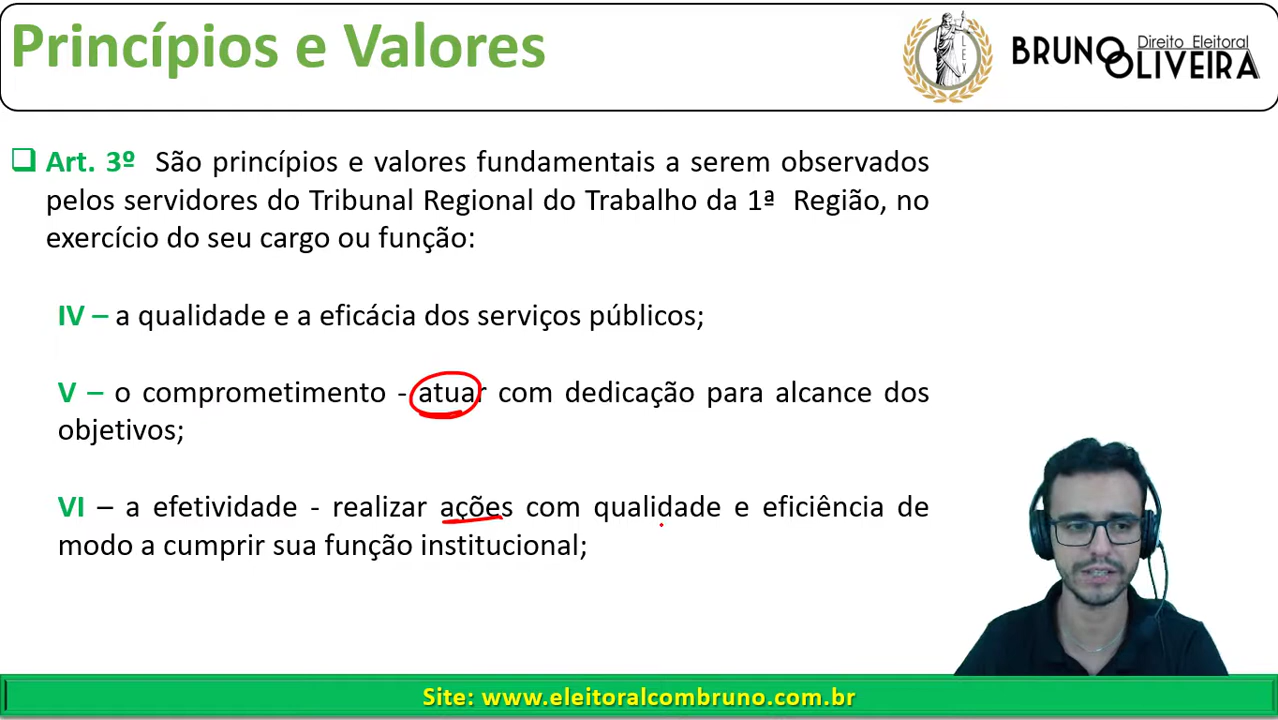 Princípios e Valores
LEX
BRUNO Direito Eleitoral
OLIVEIRA
Art. 3º São princípios e valores fundamentais a serem observados
pelos servidores do Tribunal Regional do Trabalho da 1ª Região, no
exercício do seu cargo ou função:
IV – a qualidade e a eficácia dos serviços públicos;
V – o comprometimento - atuar com dedicação para alcance dos
objetivos;
VI – a efetividade - realizar ações com qualidade e eficiência de
modo a cumprir sua função institucional;
Site: www.eleitoralcombruno.com.br